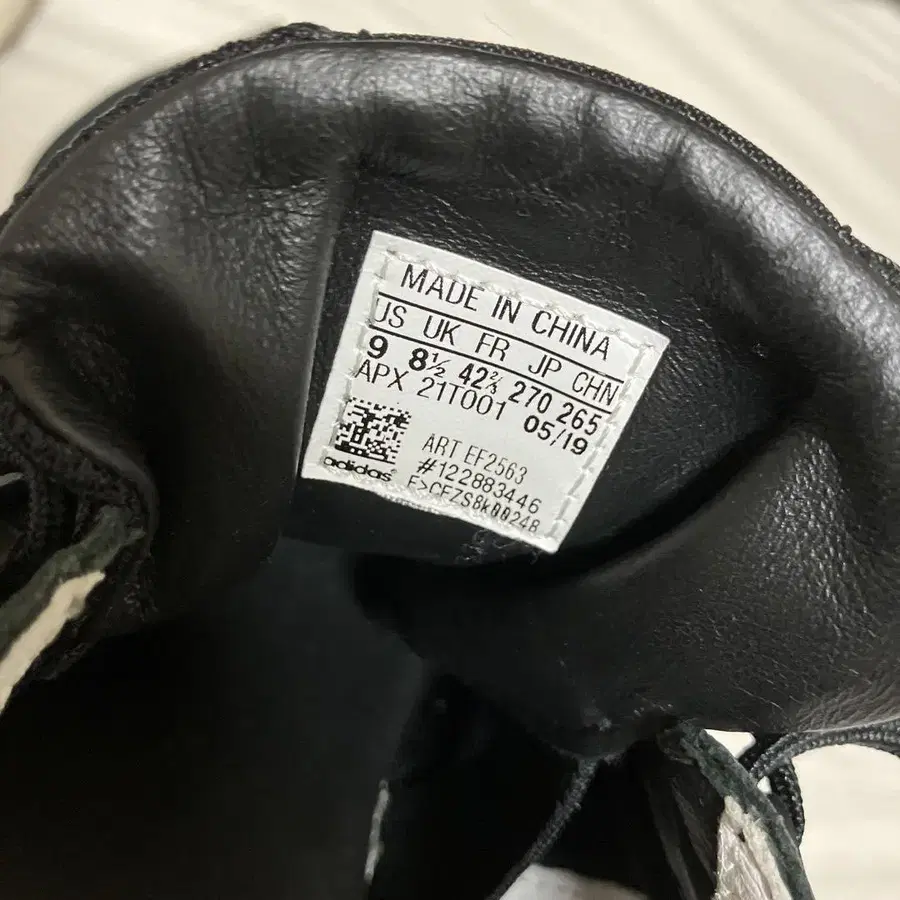 MADE IN CHINA
US UK FR JP CHN
9 8½ 42⅔ 270 265
APX 21T001 05/19
ART EF2563
#122883446
adidas